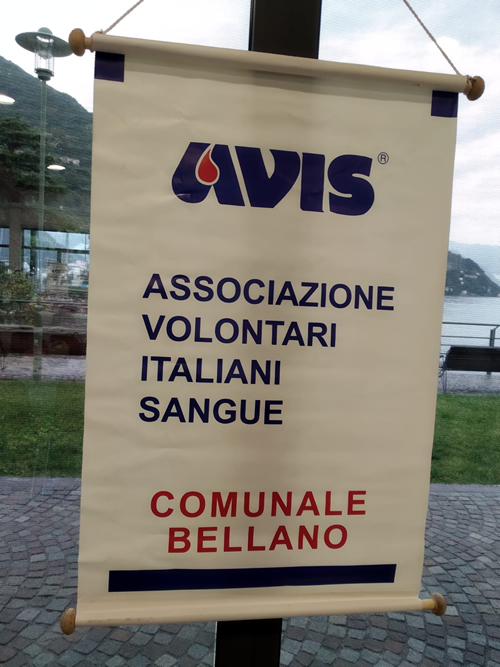 AVIS®
ASSOCIAZIONE
VOLONTARI
ITALIANI
SANGUE
COMUNALE
BELLANO